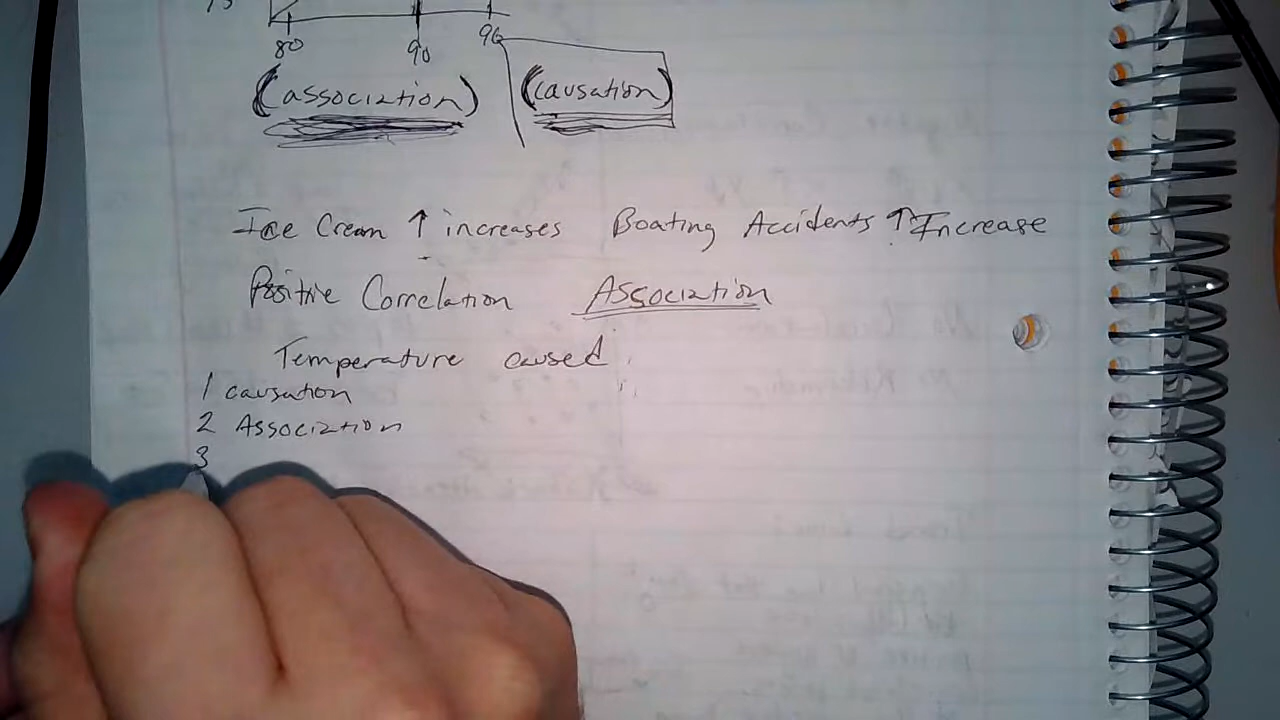 80 90 96
(association) (causation)
Ice Cream ↑ increases Boating Accidents ↑ Increase
Positive Correlation Association
Temperature caused
1 causation
2 Association
3